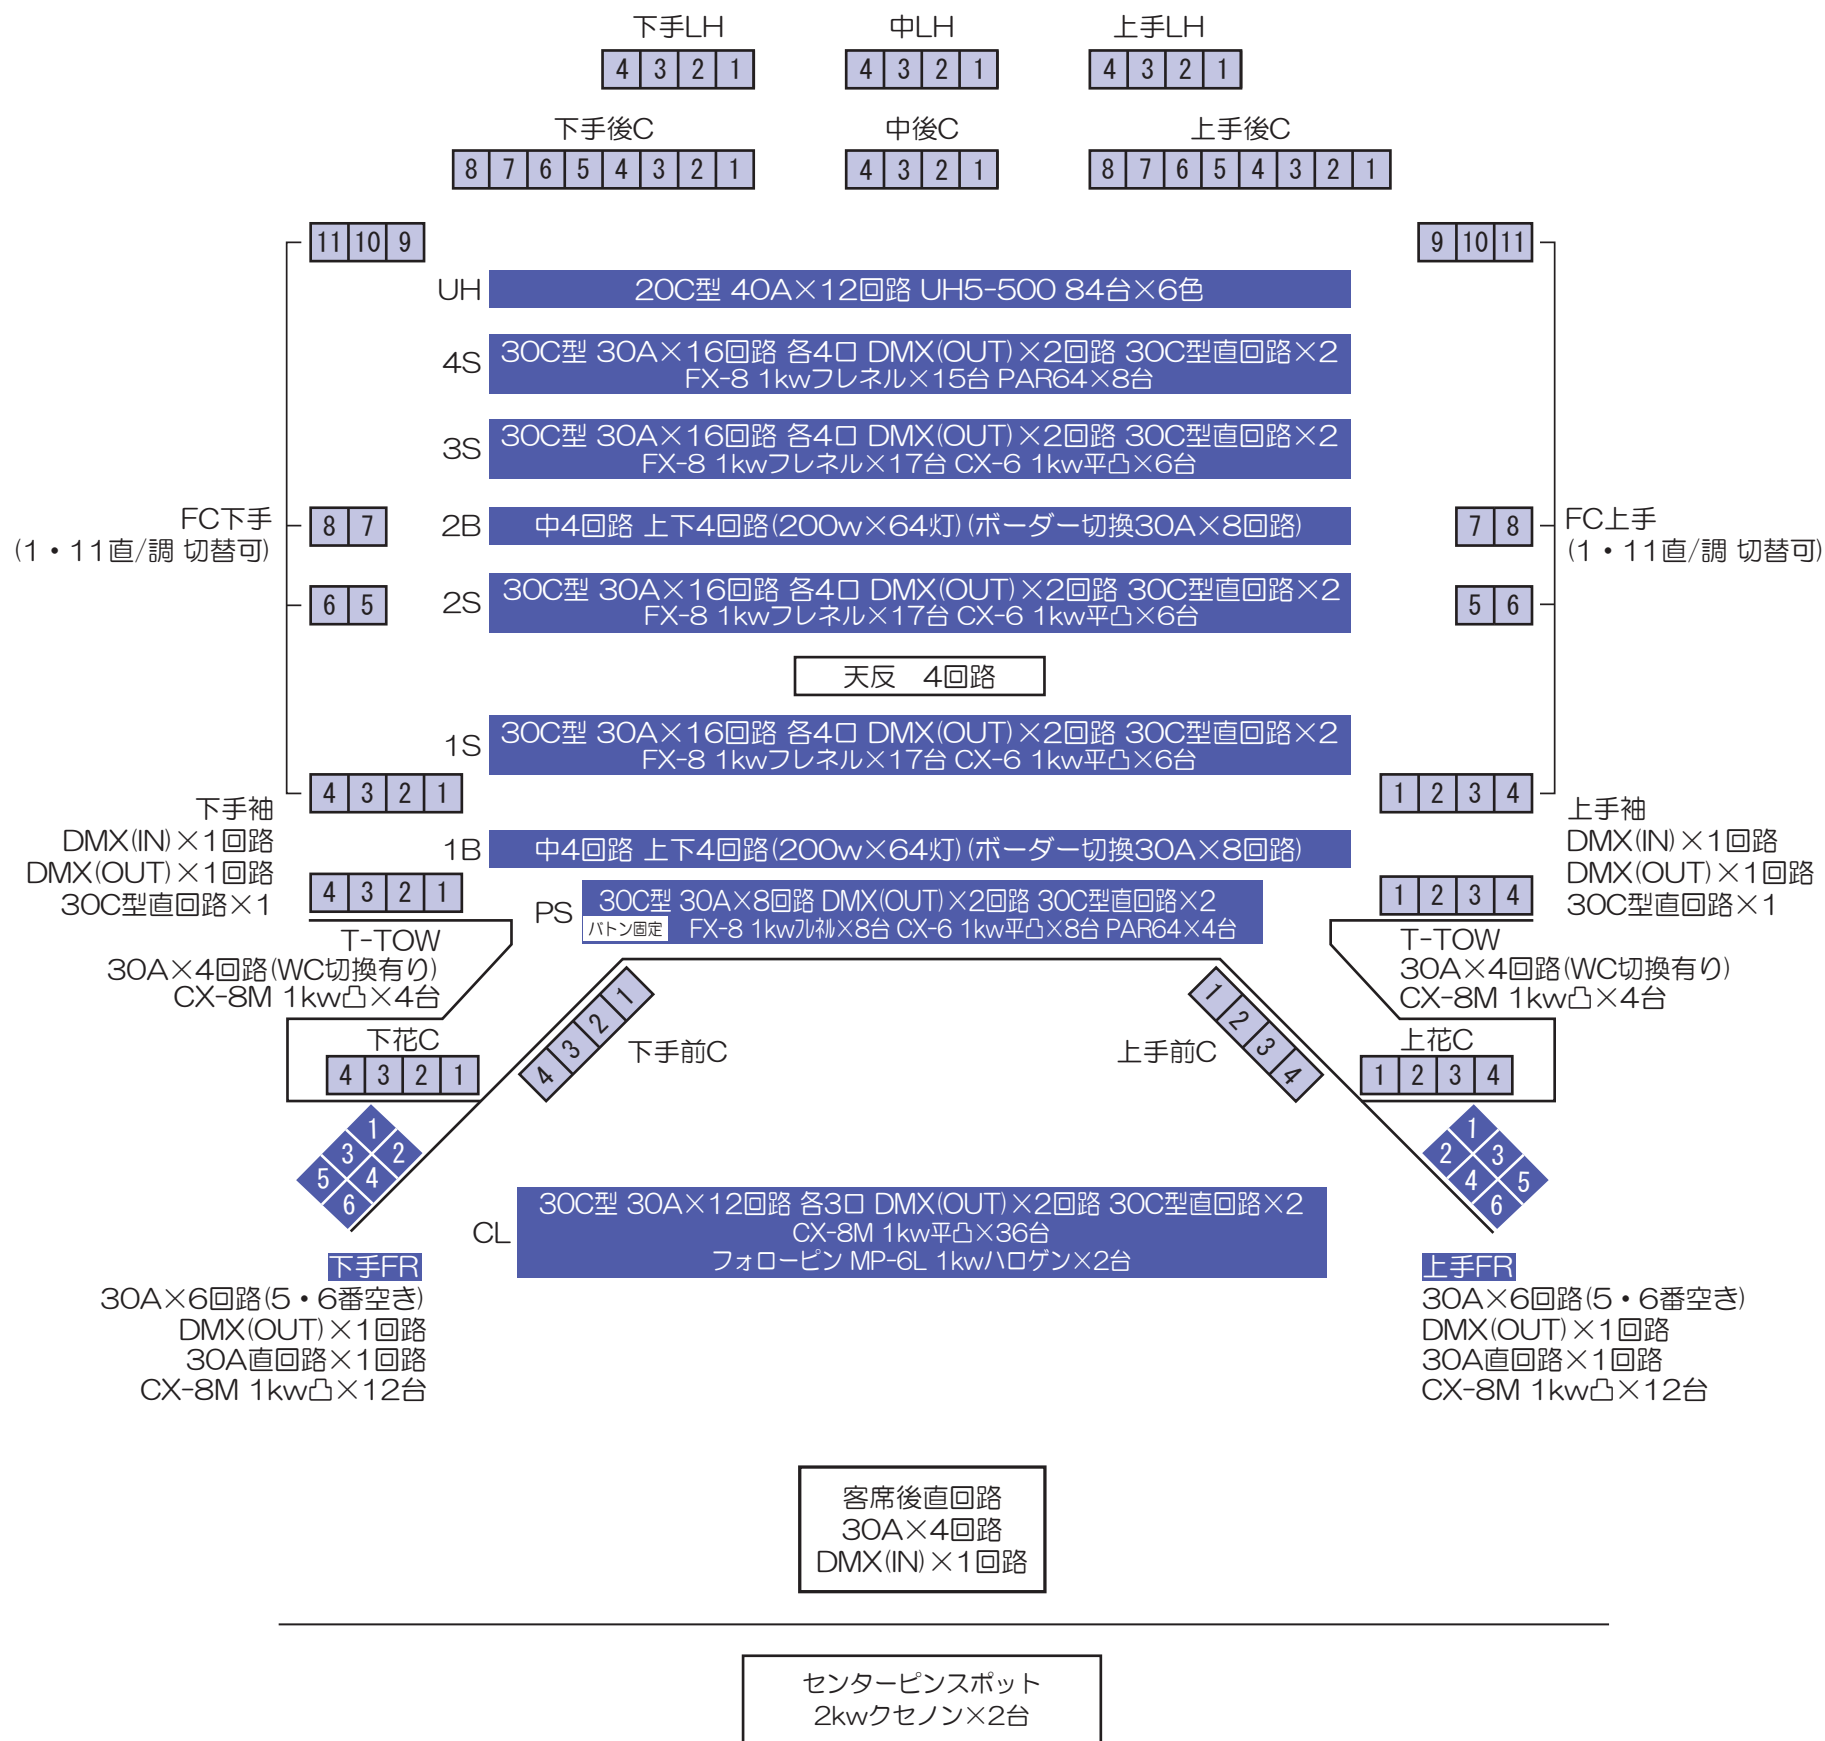 下手LH
中LH
上手LH
4 3 2 1
4 3 2 1
4 3 2 1
下手後C
中後C
上手後C
8 7 6 5 4 3 2 1
4 3 2 1
8 7 6 5 4 3 2 1
11 10 9
9 10 11
UH
20C型 40A×12回路 UH5-500 84台×6色
4S
30C型 30A×16回路 各4口 DMX(OUT)×2回路 30C型直回路×2
FX-8 1kwフレネル×15台 PAR64×8台
3S
30C型 30A×16回路 各4口 DMX(OUT)×2回路 30C型直回路×2
FX-8 1kwフレネル×17台 CX-6 1kw平凸×6台
FC下手
(1・11直/調 切替可)
8 7
2B
中4回路 上下4回路(200w×64灯)(ボーダー切換30A×8回路)
7 8
FC上手
(1・11直/調 切替可)
6 5
2S
30C型 30A×16回路 各4口 DMX(OUT)×2回路 30C型直回路×2
FX-8 1kwフレネル×17台 CX-6 1kw平凸×6台
5 6
天反 4回路
1S
30C型 30A×16回路 各4口 DMX(OUT)×2回路 30C型直回路×2
FX-8 1kwフレネル×17台 CX-6 1kw平凸×6台
4 3 2 1
1 2 3 4
下手袖
DMX(IN)×1回路
DMX(OUT)×1回路
30C型直回路×1
上手袖
DMX(IN)×1回路
DMX(OUT)×1回路
30C型直回路×1
1B
中4回路 上下4回路(200w×64灯)(ボーダー切換30A×8回路)
4 3 2 1
1 2 3 4
PS
30C型 30A×8回路 DMX(OUT)×2回路 30C型直回路×2
バトン固定
FX-8 1kwフレネル×8台 CX-6 1kw平凸×8台 PAR64×4台
T-TOW
30A×4回路(WC切換有り)
CX-8M 1kw凸×4台
T-TOW
30A×4回路(WC切換有り)
CX-8M 1kw凸×4台
下花C
4 3 2 1
4 3 2 1
下手前C
1 2 3 4
上手前C
上花C
1 2 3 4
1
3 2
5 4
6
1
2 3
4 5
6
CL
30C型 30A×12回路 各3口 DMX(OUT)×2回路 30C型直回路×2
CX-8M 1kw平凸×36台
フォローピン MP-6L 1kwハロゲン×2台
下手FR
30A×6回路(5・6番空き)
DMX(OUT)×1回路
30A直回路×1回路
CX-8M 1kw凸×12台
上手FR
30A×6回路(5・6番空き)
DMX(OUT)×1回路
30A直回路×1回路
CX-8M 1kw凸×12台
客席後直回路
30A×4回路
DMX(IN)×1回路
センターピンスポット
2kwクセノン×2台